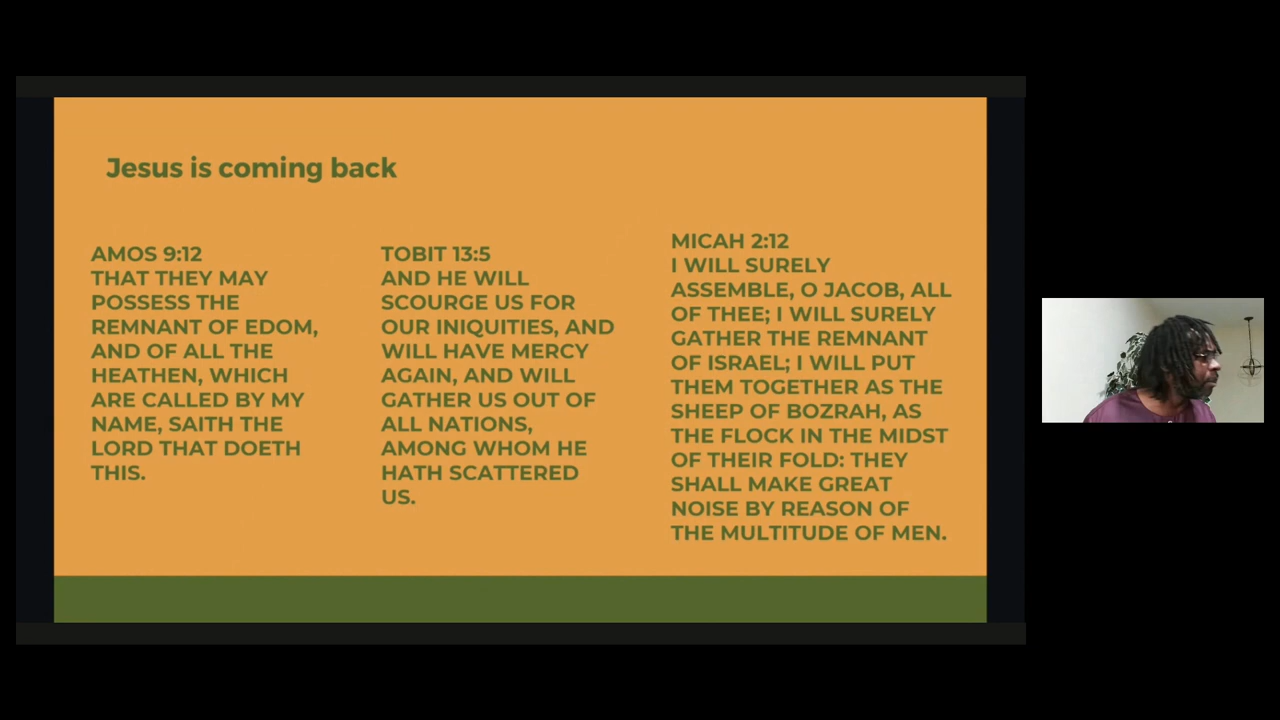 Jesus is coming back
AMOS 9:12
THAT THEY MAY
POSSESS THE
REMNANT OF EDOM,
AND OF ALL THE
HEATHEN, WHICH
ARE CALLED BY MY
NAME, SAITH THE
LORD THAT DOETH
THIS.
TOBIT 13:5
AND HE WILL
SCOURGE US FOR
OUR INIQUITIES, AND
WILL HAVE MERCY
AGAIN, AND WILL
GATHER US OUT OF
ALL NATIONS,
AMONG WHOM HE
HATH SCATTERED
US.
MICAH 2:12
I WILL SURELY
ASSEMBLE, O JACOB, ALL
OF THEE; I WILL SURELY
GATHER THE REMNANT
OF ISRAEL; I WILL PUT
THEM TOGETHER AS THE
SHEEP OF BOZRAH, AS
THE FLOCK IN THE MIDST
OF THEIR FOLD: THEY
SHALL MAKE GREAT
NOISE BY REASON OF
THE MULTITUDE OF MEN.